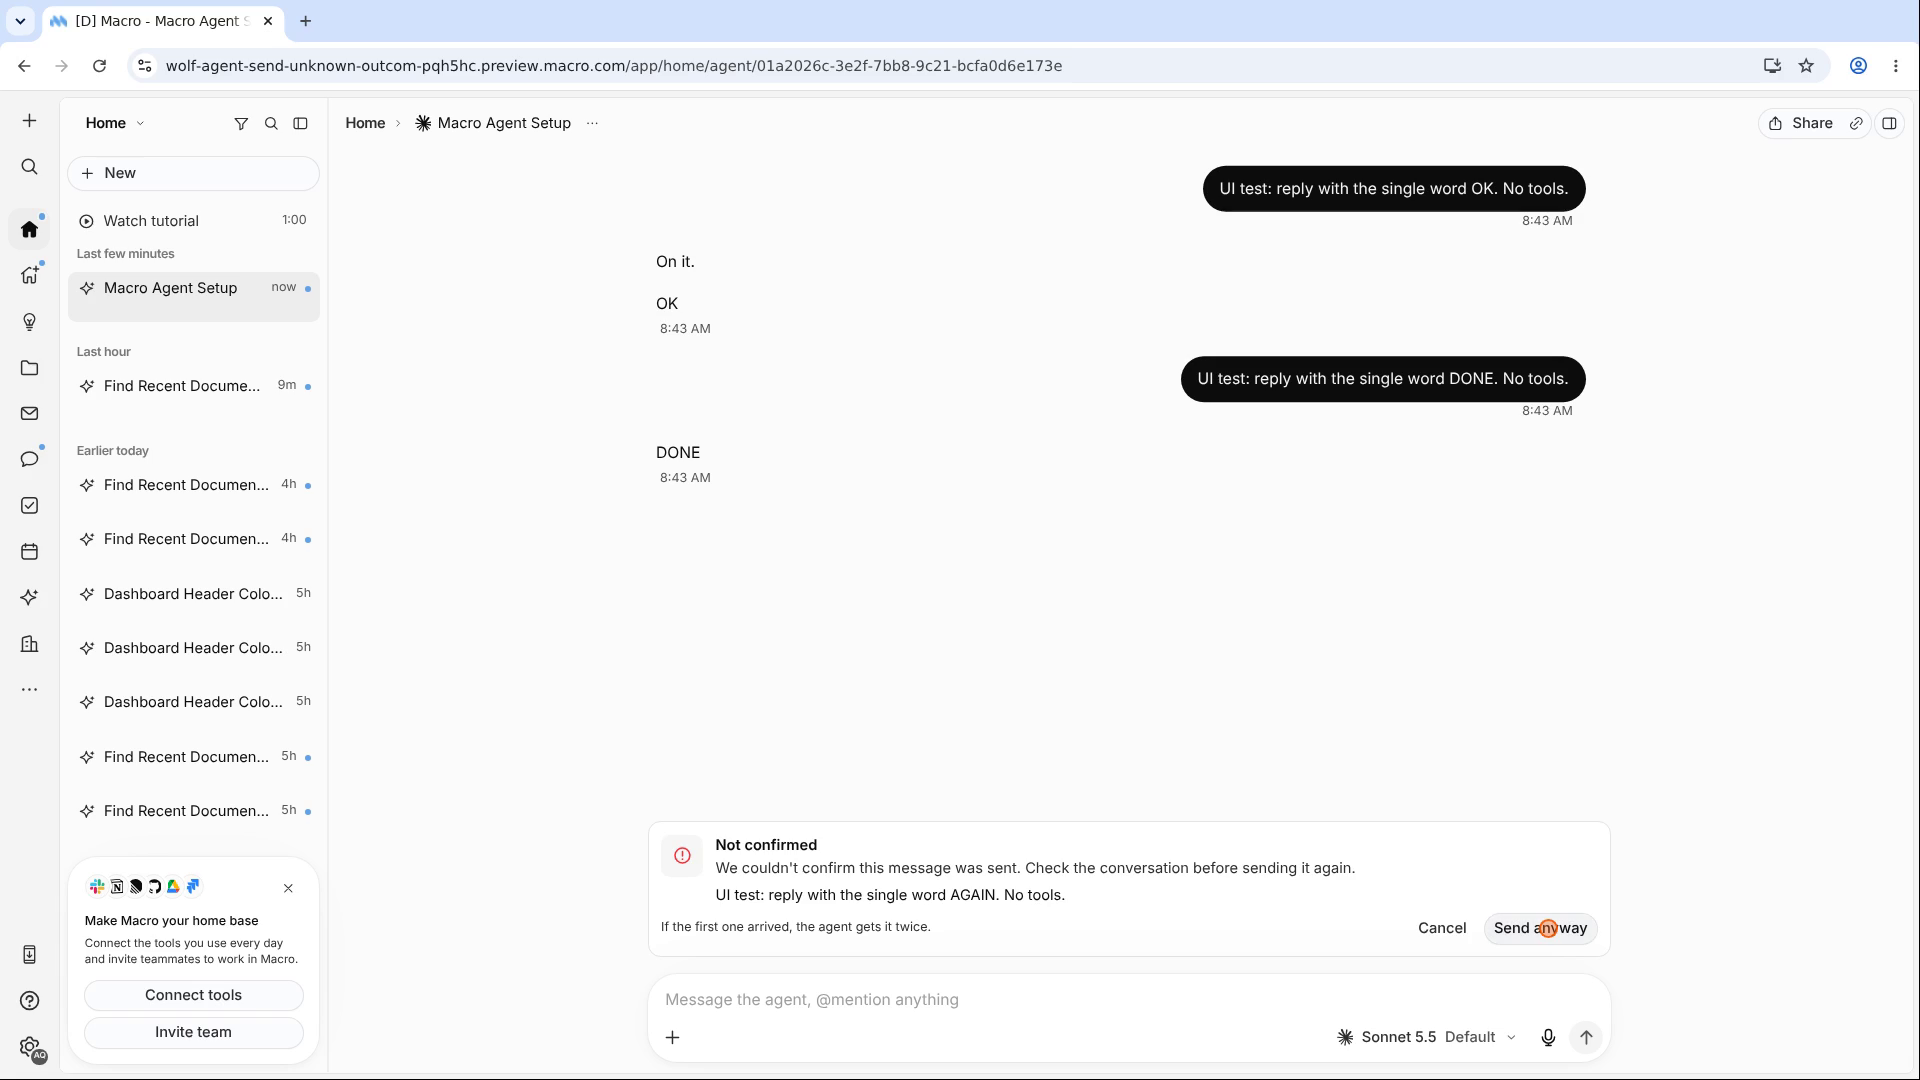 [D] Macro - Macro Agent S
wolf-agent-send-unknown-outcom-pqh5hc.preview.macro.com/app/home/agent/01a2026c-3e2f-7bb8-9c21-bcfa0d6e173e
Home
New
Watch tutorial 1:00
Last few minutes
Macro Agent Setup now
Last hour
Find Recent Docume... 9m
Earlier today
Find Recent Documen... 4h
Find Recent Documen... 4h
Dashboard Header Colo... 5h
Dashboard Header Colo... 5h
Dashboard Header Colo... 5h
Find Recent Documen... 5h
Find Recent Documen... 5h
Make Macro your home base
Connect the tools you use every day
and invite teammates to work in Macro.
Connect tools
Invite team
AQ
Home > Macro Agent Setup ...
Share
UI test: reply with the single word OK. No tools.
8:43 AM
On it.
OK
8:43 AM
UI test: reply with the single word DONE. No tools.
8:43 AM
DONE
8:43 AM
Not confirmed
We couldn't confirm this message was sent. Check the conversation before sending it again.
UI test: reply with the single word AGAIN. No tools.
If the first one arrived, the agent gets it twice.
Cancel
Send anyway
Message the agent, @mention anything
Sonnet 5.5 Default